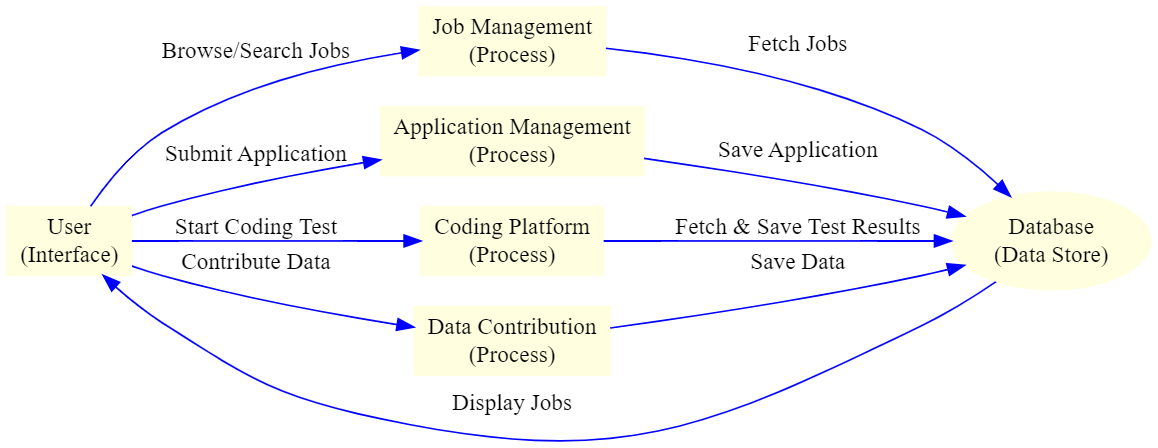 Job Management
(Process)
Browse/Search Jobs
Fetch Jobs
Application Management
(Process)
Submit Application
Save Application
User
(Interface)
Start Coding Test
Coding Platform
(Process)
Fetch & Save Test Results
Database
(Data Store)
Contribute Data
Save Data
Data Contribution
(Process)
Display Jobs